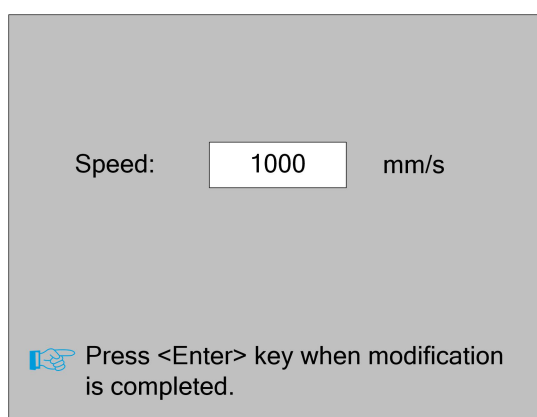 Speed: 1000 mm/s
Press <Enter> key when modification
is completed.